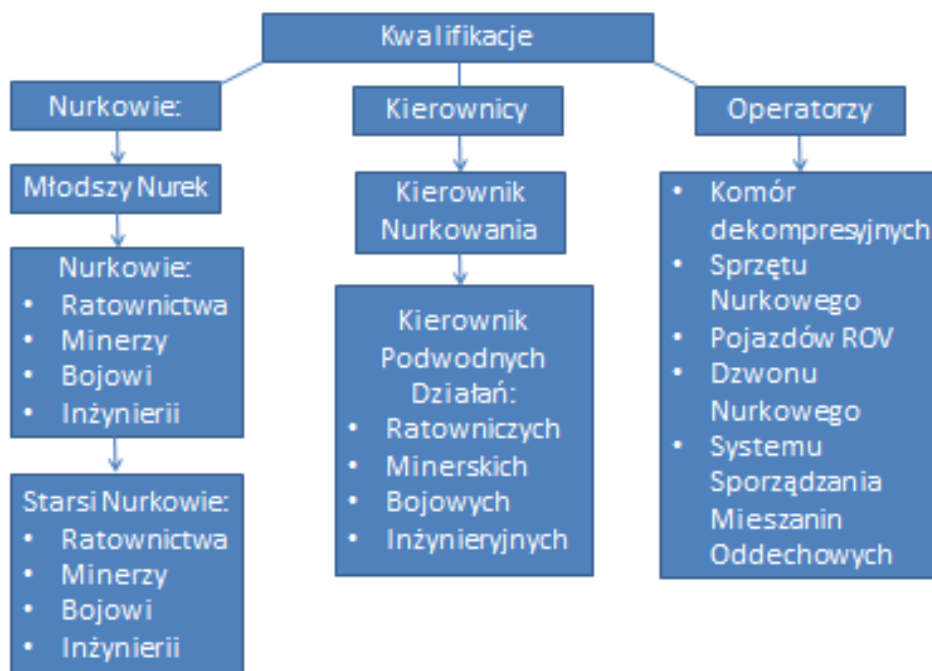 Kwalifikacje
Nurkowie:
Młodszy Nurek
Nurkowie:
• Ratownictwa
• Minerzy
• Bojowi
• Inżynierii
Starsi Nurkowie:
• Ratownictwa
• Minerzy
• Bojowi
• Inżynierii
Kierownicy
Kierownik
Nurkowania
Kierownik
Podwodnych
Działań:
• Ratowniczych
• Minerskich
• Bojowych
• Inżynieryjnych
Operatorzy
• Komór
dekompresyjnych
• Sprzętu
Nurkowego
• Pojazdów ROV
• Dzwonu
Nurkowego
• Systemu
Sporządzania
Mieszanin
Oddechowych